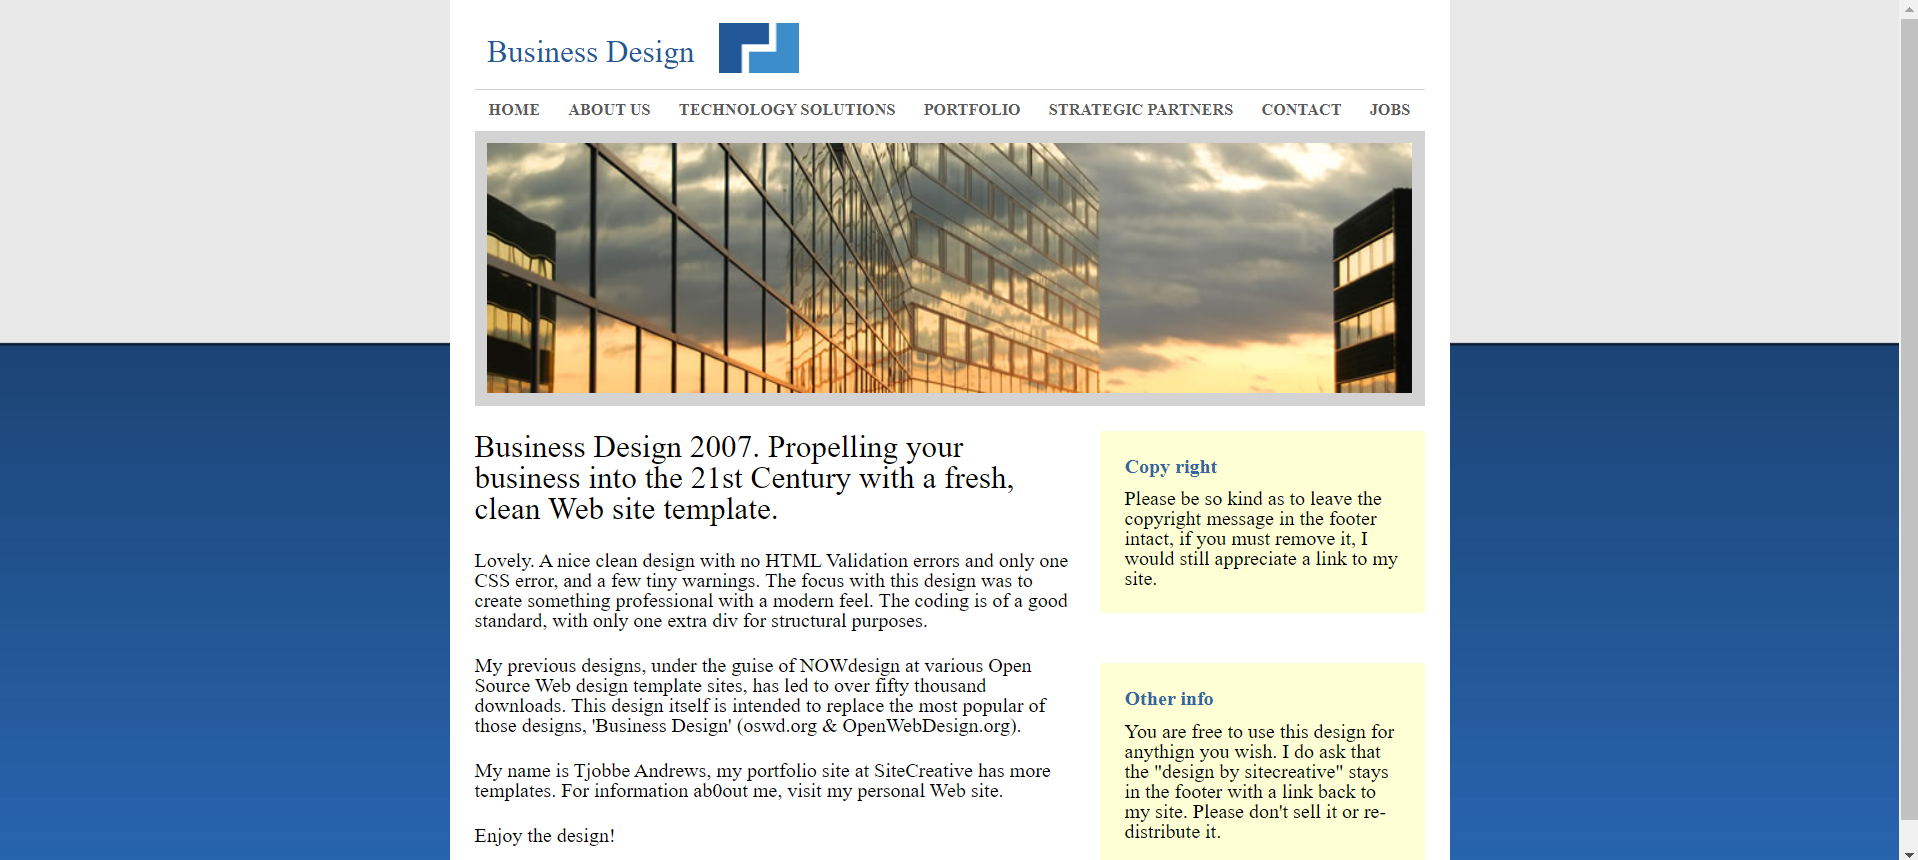 Business Design
HOME ABOUT US TECHNOLOGY SOLUTIONS PORTFOLIO STRATEGIC PARTNERS CONTACT JOBS
Business Design 2007. Propelling your
business into the 21st Century with a fresh,
clean Web site template.
Lovely. A nice clean design with no HTML Validation errors and only one
CSS error, and a few tiny warnings. The focus with this design was to
create something professional with a modern feel. The coding is of a good
standard, with only one extra div for structural purposes.
My previous designs, under the guise of NOWdesign at various Open
Source Web design template sites, has led to over fifty thousand
downloads. This design itself is intended to replace the most popular of
those designs, 'Business Design' (oswd.org & OpenWebDesign.org).
My name is Tjobbe Andrews, my portfolio site at SiteCreative has more
templates. For information ab0out me, visit my personal Web site.
Enjoy the design!
Copy right
Please be so kind as to leave the
copyright message in the footer
intact, if you must remove it, I
would still appreciate a link to my
site.
Other info
You are free to use this design for
anythign you wish. I do ask that
the "design by sitecreative" stays
in the footer with a link back to
my site. Please don't sell it or re-
distribute it.